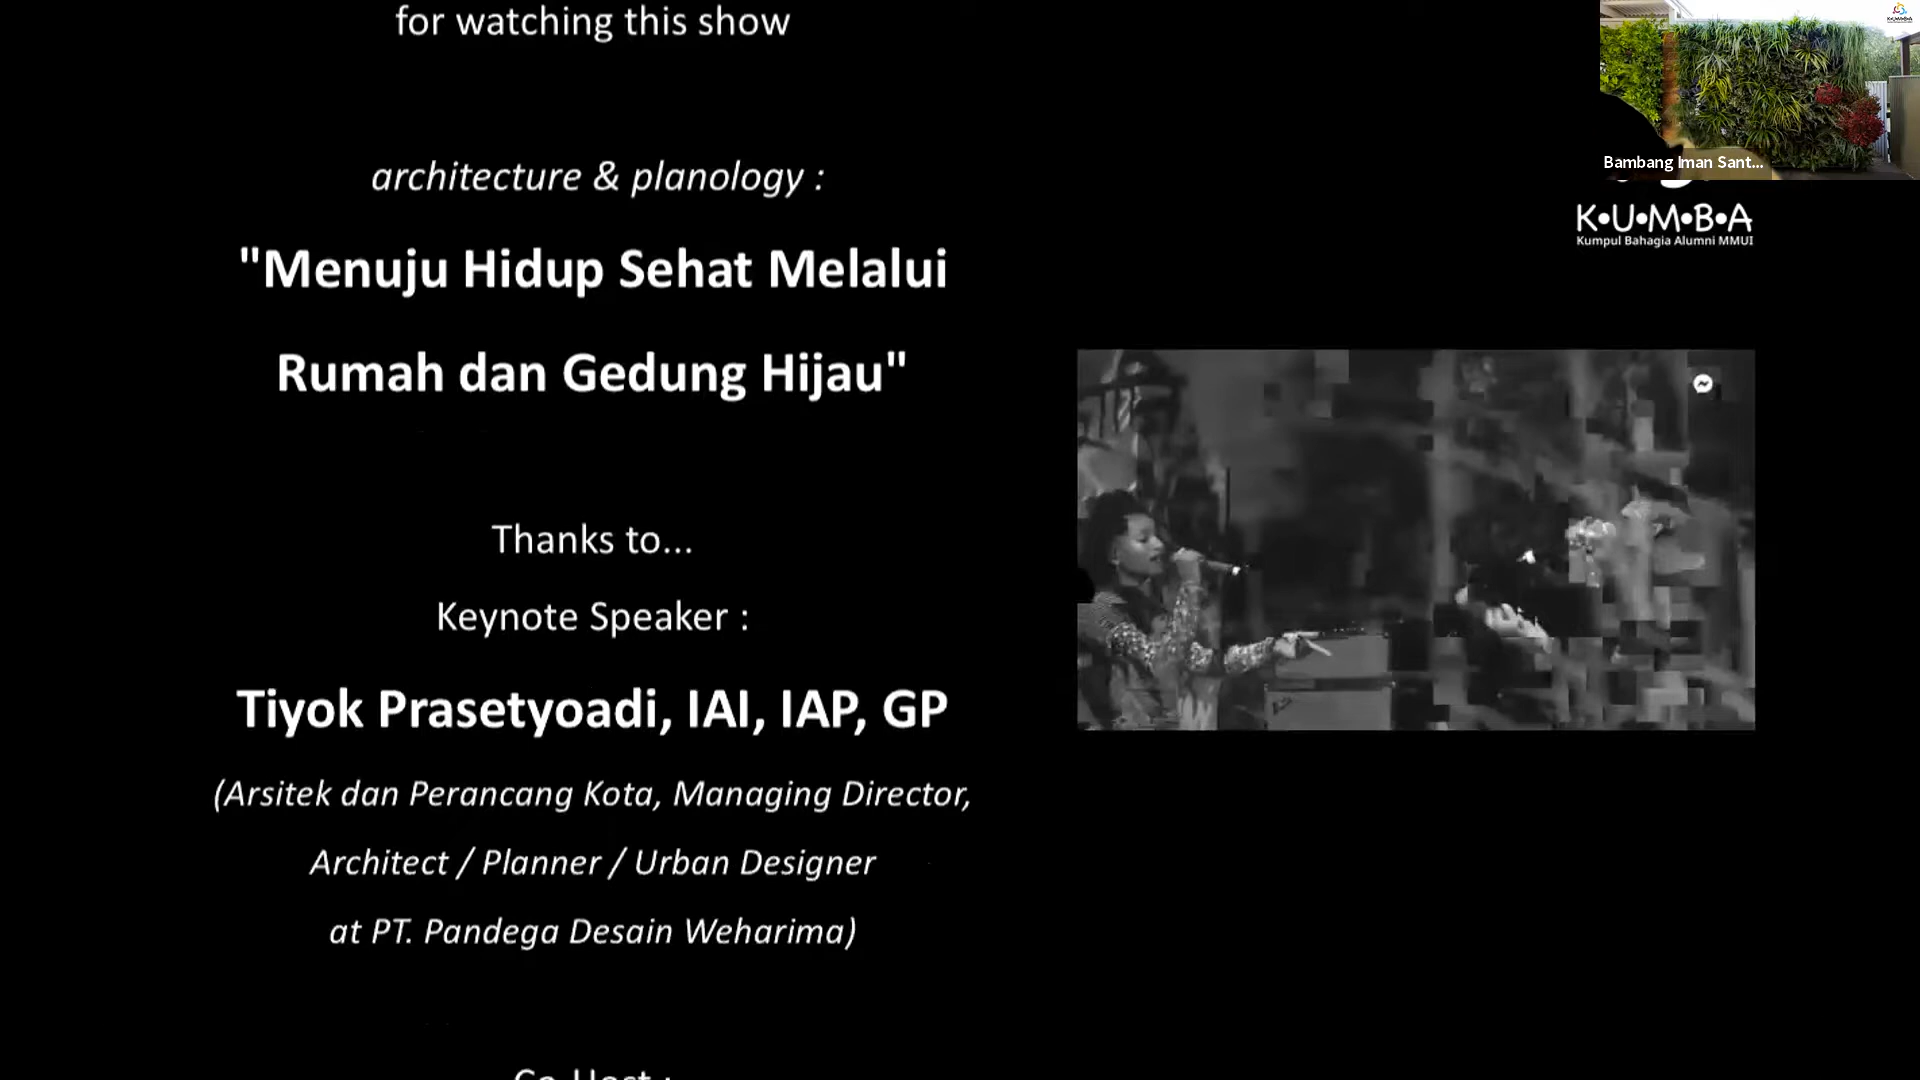 for watching this show
architecture & planology :
"Menuju Hidup Sehat Melalui
Rumah dan Gedung Hijau"
Thanks to...
Keynote Speaker :
Tiyok Prasetyoadi, IAI, IAP, GP
(Arsitek dan Perancang Kota, Managing Director,
Architect / Planner / Urban Designer
at PT. Pandega Desain Weharima)
Co-Host :
Bambang Iman Sant...
K•U•M•B•A
Kumpul Bahagia Alumni MMUI